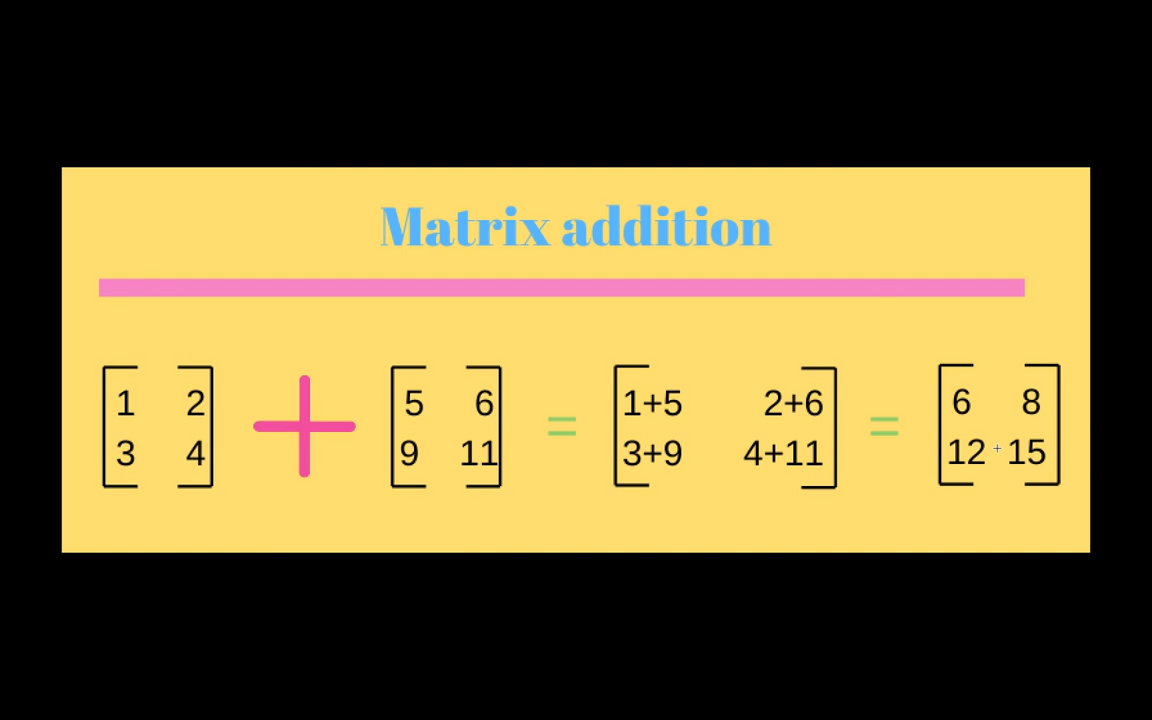 Matrix addition
1 2 + 5 6 = 1+5 2+6 = 6 8
3 4 9 11 3+9 4+11 12 + 15